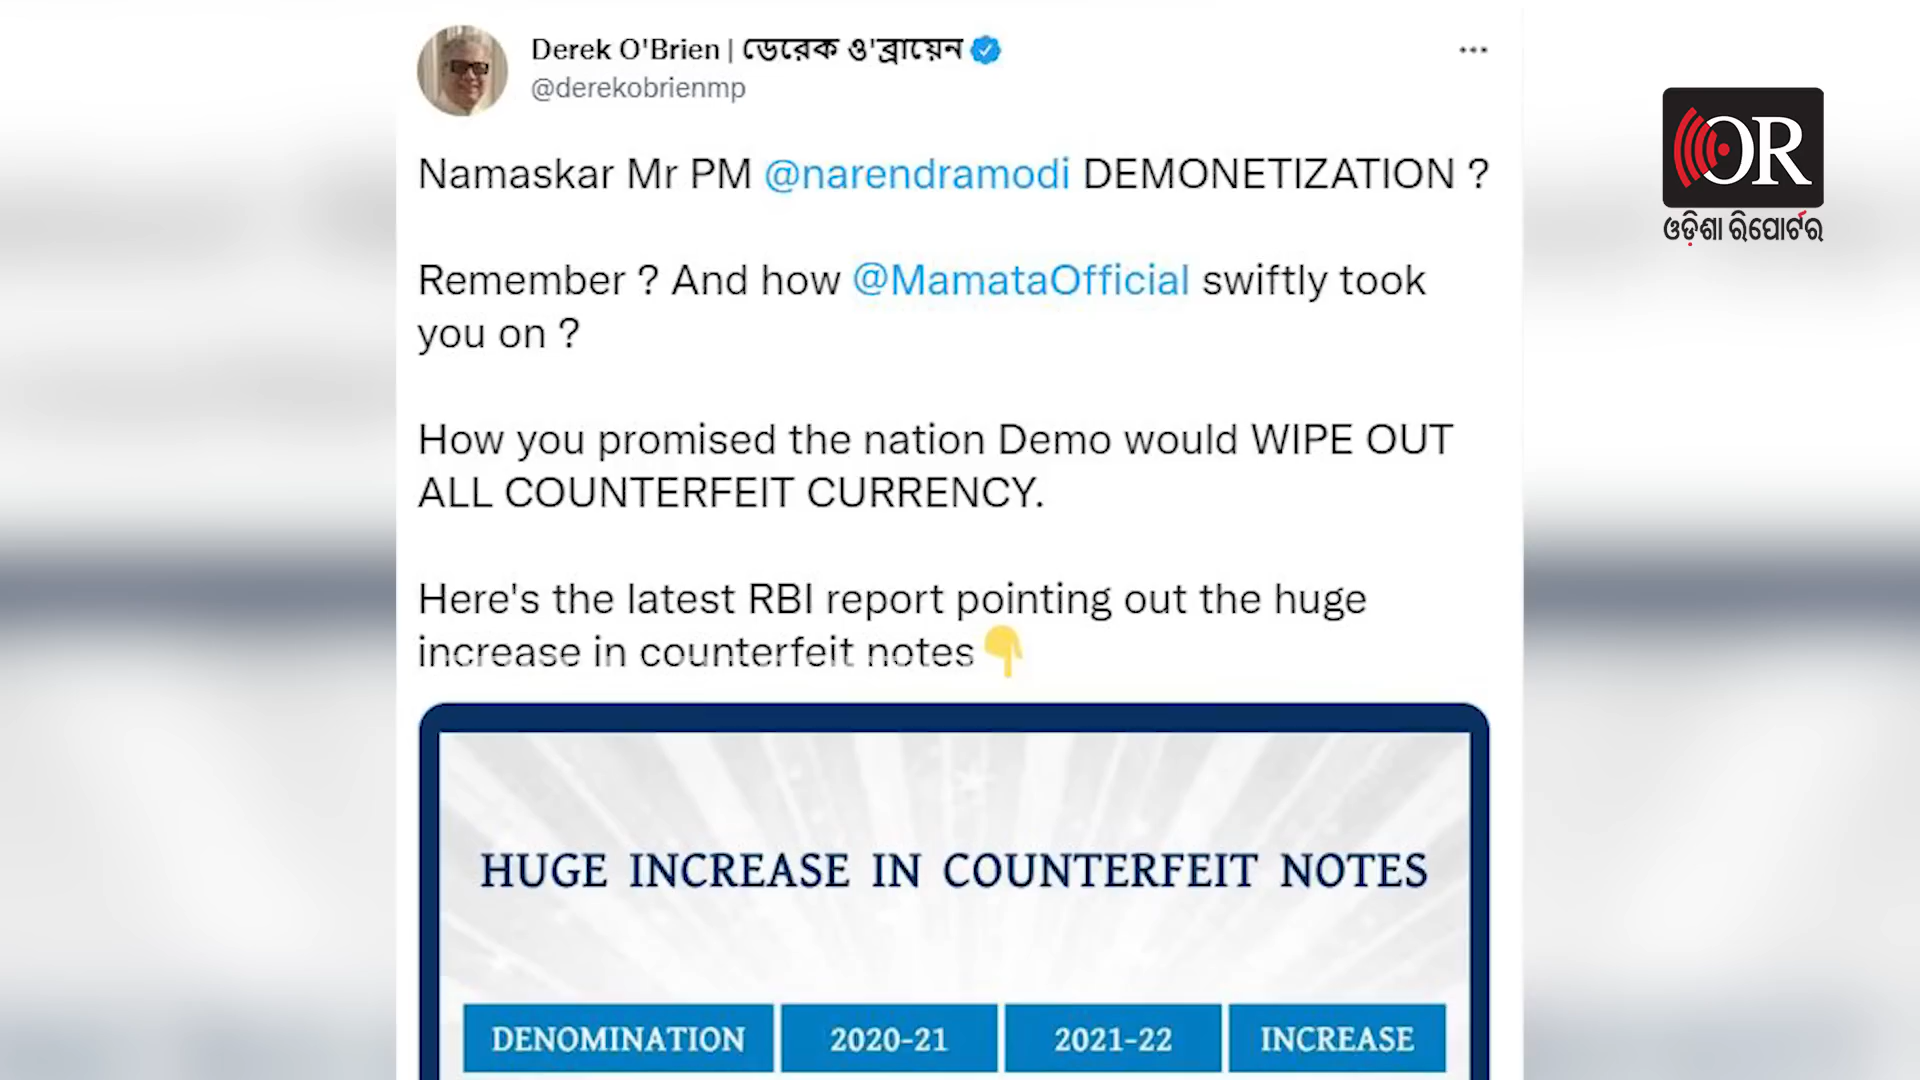 Derek O'Brien | ডেরেক ও'ব্রায়েন
@derekobrienmp
Namaskar Mr PM @narendramodi DEMONETIZATION ?
Remember ? And how @MamataOfficial swiftly took
you on ?
How you promised the nation Demo would WIPE OUT
ALL COUNTERFEIT CURRENCY.
Here's the latest RBI report pointing out the huge
increase in counterfeit notes👇
HUGE INCREASE IN COUNTERFEIT NOTES
DENOMINATION 2020-21 2021-22 INCREASE
OR
ଓଡ଼ିଶା ରିପୋର୍ଟର